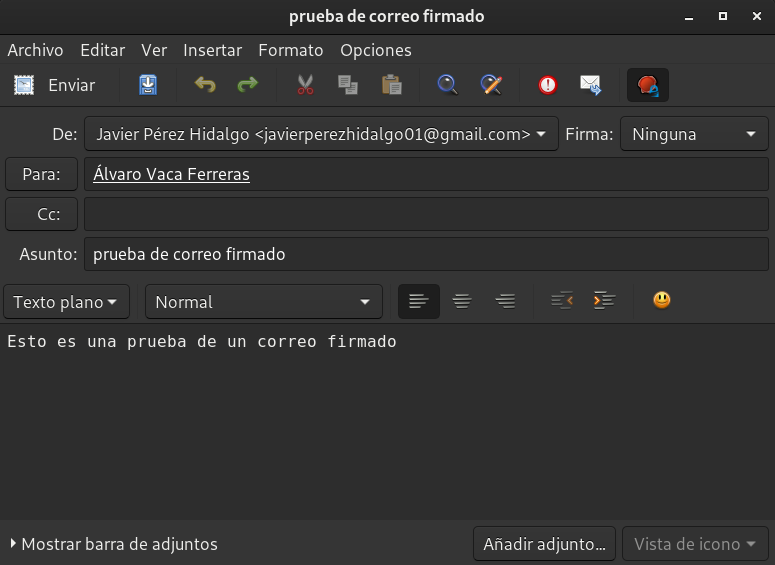 prueba de correo firmado
Archivo Editar Ver Insertar Formato Opciones
Enviar
De: Javier Pérez Hidalgo <javierperezhidalgo01@gmail.com> Firma: Ninguna
Para: Álvaro Vaca Ferreras
Cc:
Asunto: prueba de correo firmado
Texto plano Normal
Esto es una prueba de un correo firmado
Mostrar barra de adjuntos Añadir adjunto... Vista de icono